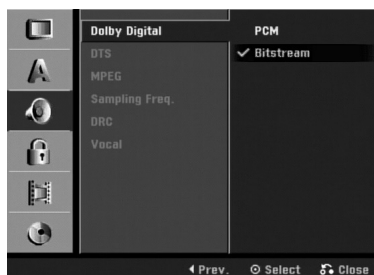 Dolby Digital PCM
DTS ✓ Bitstream
MPEG
Sampling Freq.
DRC
Vocal
Prev. Select Close